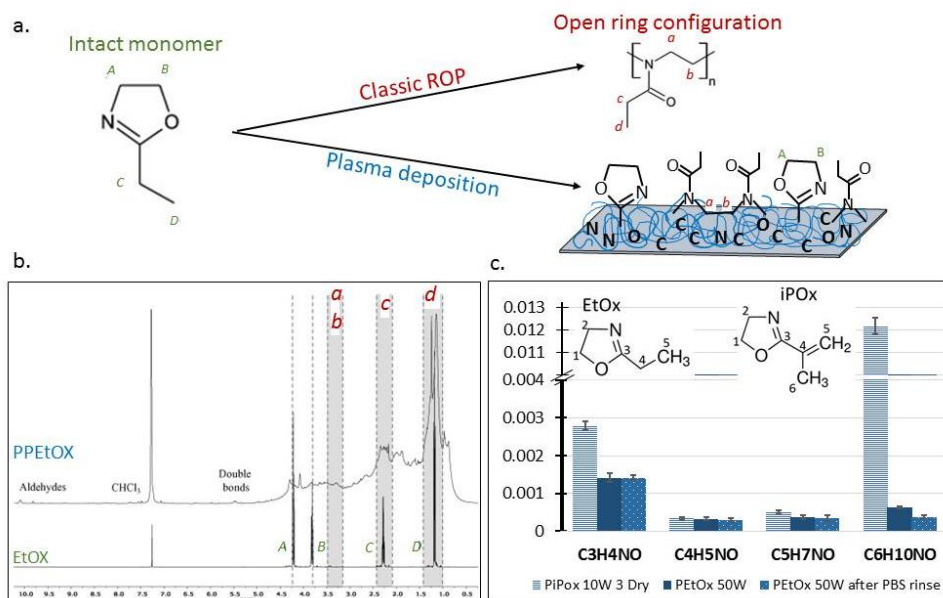 a.
Intact monomer
A
B
N
O
C
D
Classic ROP
Plasma deposition
Open ring configuration
a
N
b
n
c
O
d
O
O
A
B
O
N
N
a
b
N
O
N
O
N
N
N
O
C
C
N
C
C
O
C
C
O
N
b.
a
b
c
d
PPEtOX
Aldehydes
CHCl3
Double
bonds
EtOX
A
B
C
D
10.0 9.5 9.0 8.5 8.0 7.5 7.0 6.5 6.0 5.5 5.0 4.5 4.0 3.5 3.0 2.5 2.0 1.5 1.0 0.5
c.
0.013
0.012
0.011
0.004
0.003
0.002
0.001
0
EtOx
2
N
1
3
5
CH3
O
4
iPOx
2
N
5
CH2
1
3
4
O
6
CH3
C3H4NO C4H5NO C5H7NO C6H10NO
PiPox 10W 3 Dry PEtOx 50W PEtOx 50W after PBS rinse